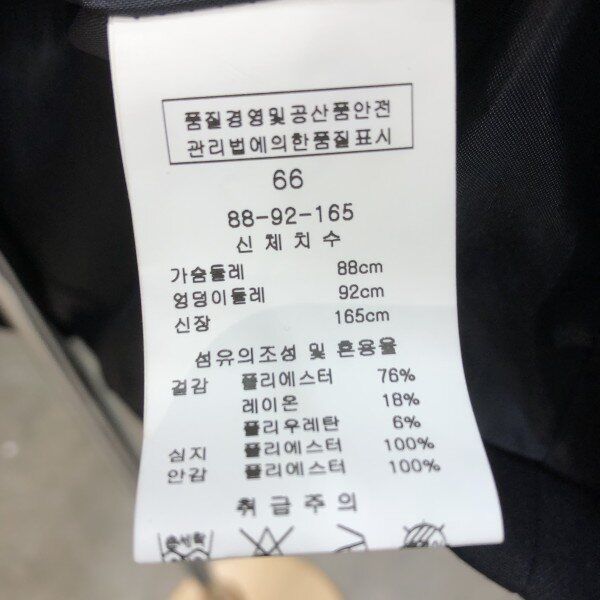 품질경영및공산품안전
관리법에의한품질표시
66
88-92-165
신체치수
가슴둘레 88cm
엉덩이둘레 92cm
신장 165cm
섬유의조성 및 혼용율
겉감 폴리에스터 76%
레이온 18%
폴리우레탄 6%
심지 폴리에스터 100%
안감 폴리에스터 100%
취급주의
손세탁